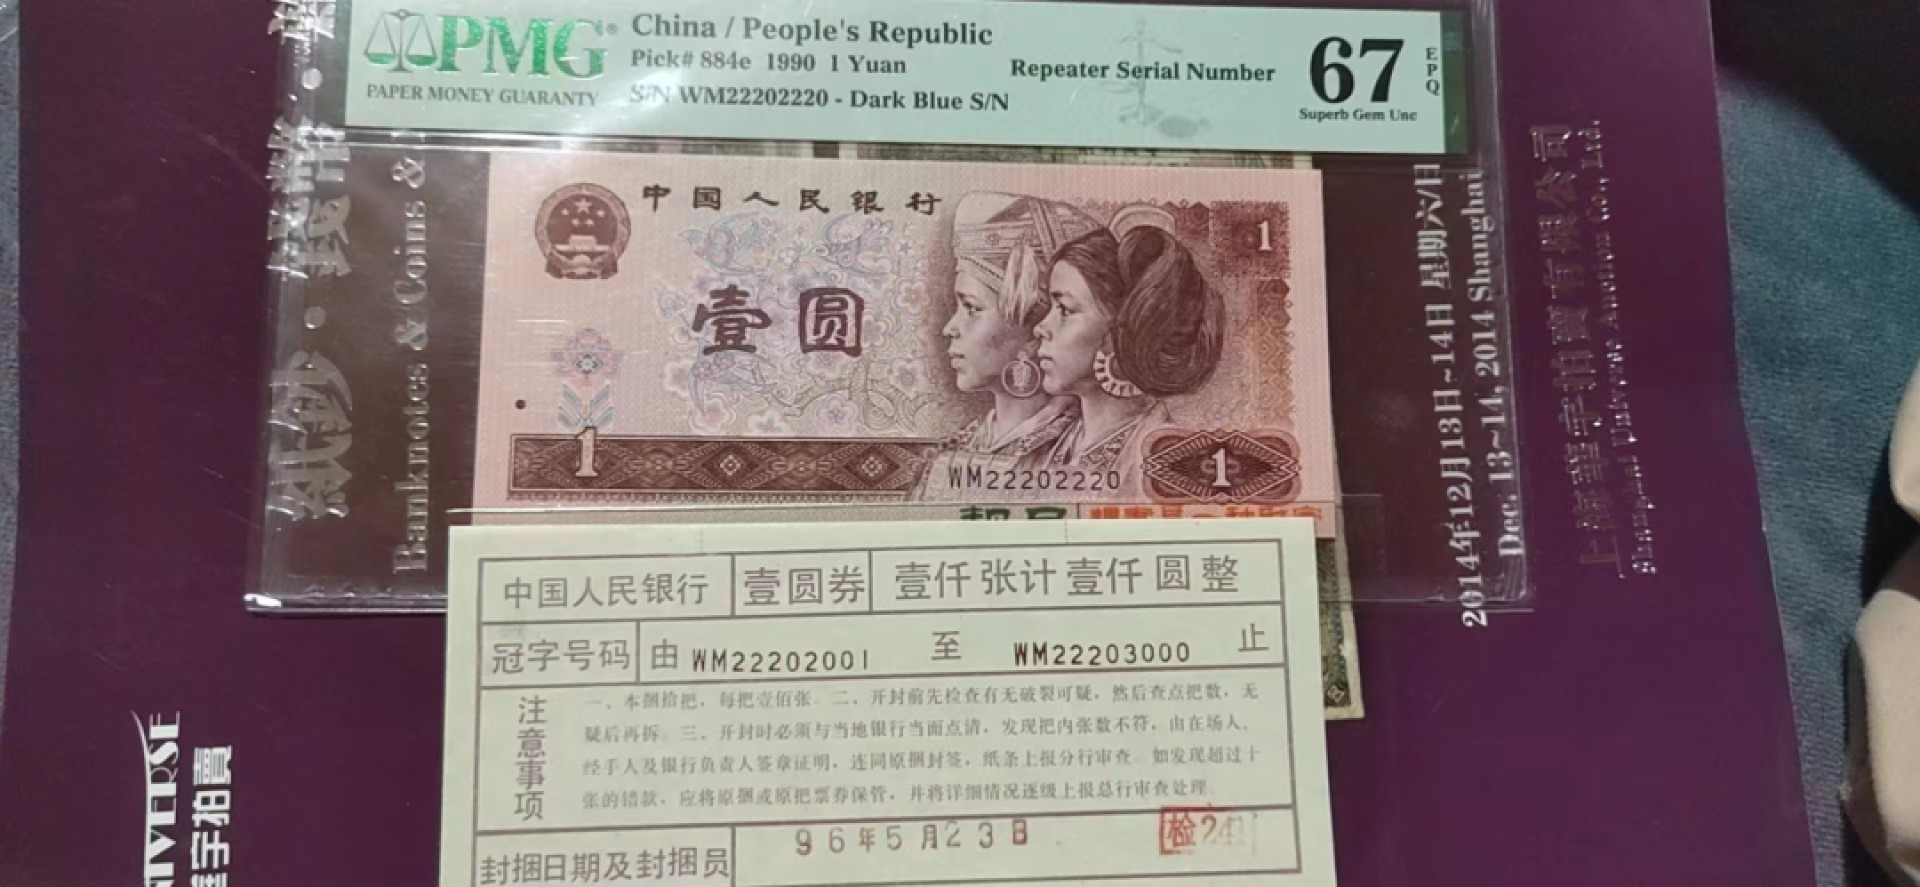 PMG
PAPER MONEY GUARANTY
China / People's Republic
Pick# 884e 1990 1 Yuan
S/N WM22202220 - Dark Blue S/N
Repeater Serial Number
67
EPQ
Superb Gem Unc
中国人民银行
1
壹圆
1
1
WM22202220
Banknotes & Coins &
2014年12月13日~14日 星期六/日
Dec. 13~14, 2014 Shanghai
Shanghai Universe Auction Co., Ltd.
中国人民银行 壹圆券 壹仟张计壹仟圆整
冠字号码 由 WM22202001 至 WM22203000 止
注意事项
一、本捆拾把，每把壹佰张。二、开封前先检查有无破裂可疑，然后查点把数，无
疑后再拆。三、开封时必须与当地银行当面点清，发现把内张数不符，由在场人、
经手人及银行负责人签章证明，连同原捆封签，纸条上报分行审查。如发现超过十
张的错款，应将原捆或原把票券保管，并将详细情况逐级上报总行审查处理。
封捆日期及封捆员
96年5月23日
检
宇拍賣